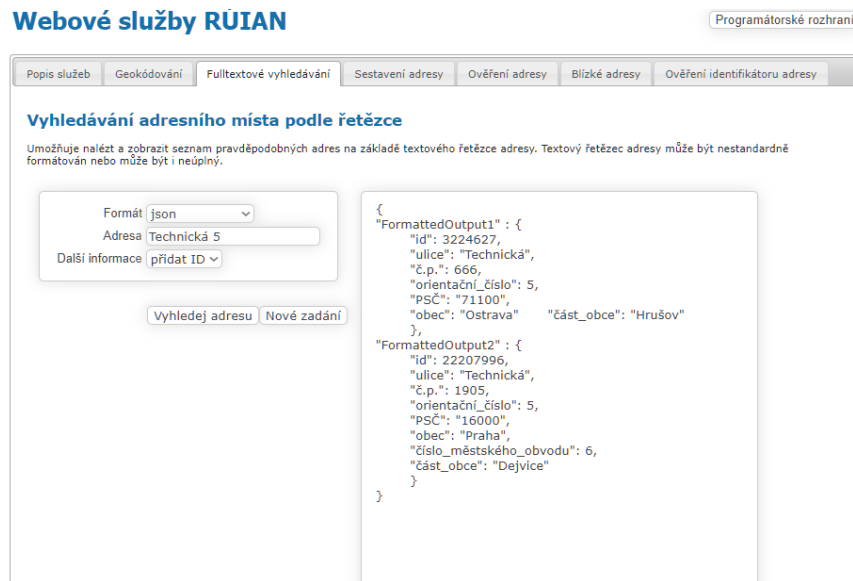 Webové služby RÚIAN
Programátorské rozhraní
Popis služeb Geokódování Fulltextové vyhledávání Sestavení adresy Ověření adresy Blízké adresy Ověření identifikátoru adresy
Vyhledávání adresního místa podle řetězce
Umožňuje nalézt a zobrazit seznam pravděpodobných adres na základě textového řetězce adresy. Textový řetězec adresy může být nestandardně
formátován nebo může být i neúplný.
Formát json
Adresa Technická 5
Další informace přidat ID
Vyhledej adresu Nové zadání
{
"FormattedOutput1" : {
"id": 3224627,
"ulice": "Technická",
"č.p.": 666,
"orientační_číslo": 5,
"PSČ": "71100",
"obec": "Ostrava" "část_obce": "Hrušov"
},
"FormattedOutput2" : {
"id": 22207996,
"ulice": "Technická",
"č.p.": 1905,
"orientační_číslo": 5,
"PSČ": "16000",
"obec": "Praha",
"číslo_městského_obvodu": 6,
"část_obce": "Dejvice"
}
}